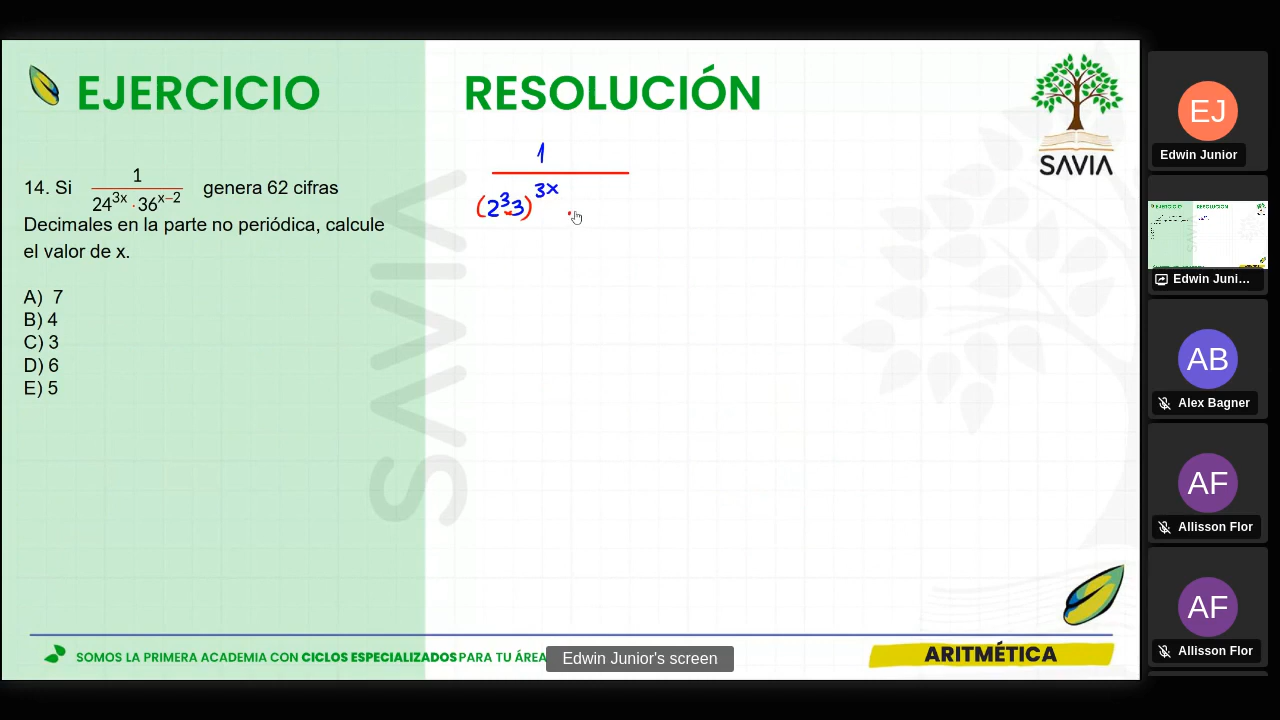 EJERCICIO
RESOLUCIÓN
SAVIA
14. Si 1 / 24^{3x} · 36^{x-2} genera 62 cifras
Decimales en la parte no periódica, calcule
el valor de x.
A) 7
B) 4
C) 3
D) 6
E) 5
1
(2^3·3)^{3x} ·
SAVIA
SOMOS LA PRIMERA ACADEMIA CON CICLOS ESPECIALIZADOS PARA TU ÁREA
ARITMÉTICA
Edwin Junior's screen
EJ
Edwin Junior
Edwin Juni...
AB
Alex Bagner
AF
Allisson Flor
AF
Allisson Flor